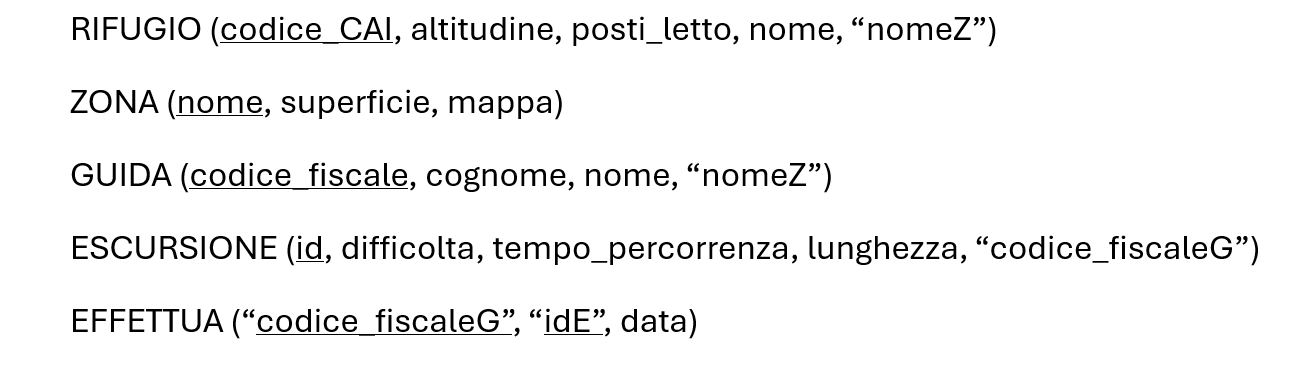 RIFUGIO (codice_CAI, altitudine, posti_letto, nome, “nomeZ”)
ZONA (nome, superficie, mappa)
GUIDA (codice_fiscale, cognome, nome, “nomeZ”)
ESCURSIONE (id, difficolta, tempo_percorrenza, lunghezza, “codice_fiscaleG”)
EFFETTUA (“codice_fiscaleG”, “idE”, data)